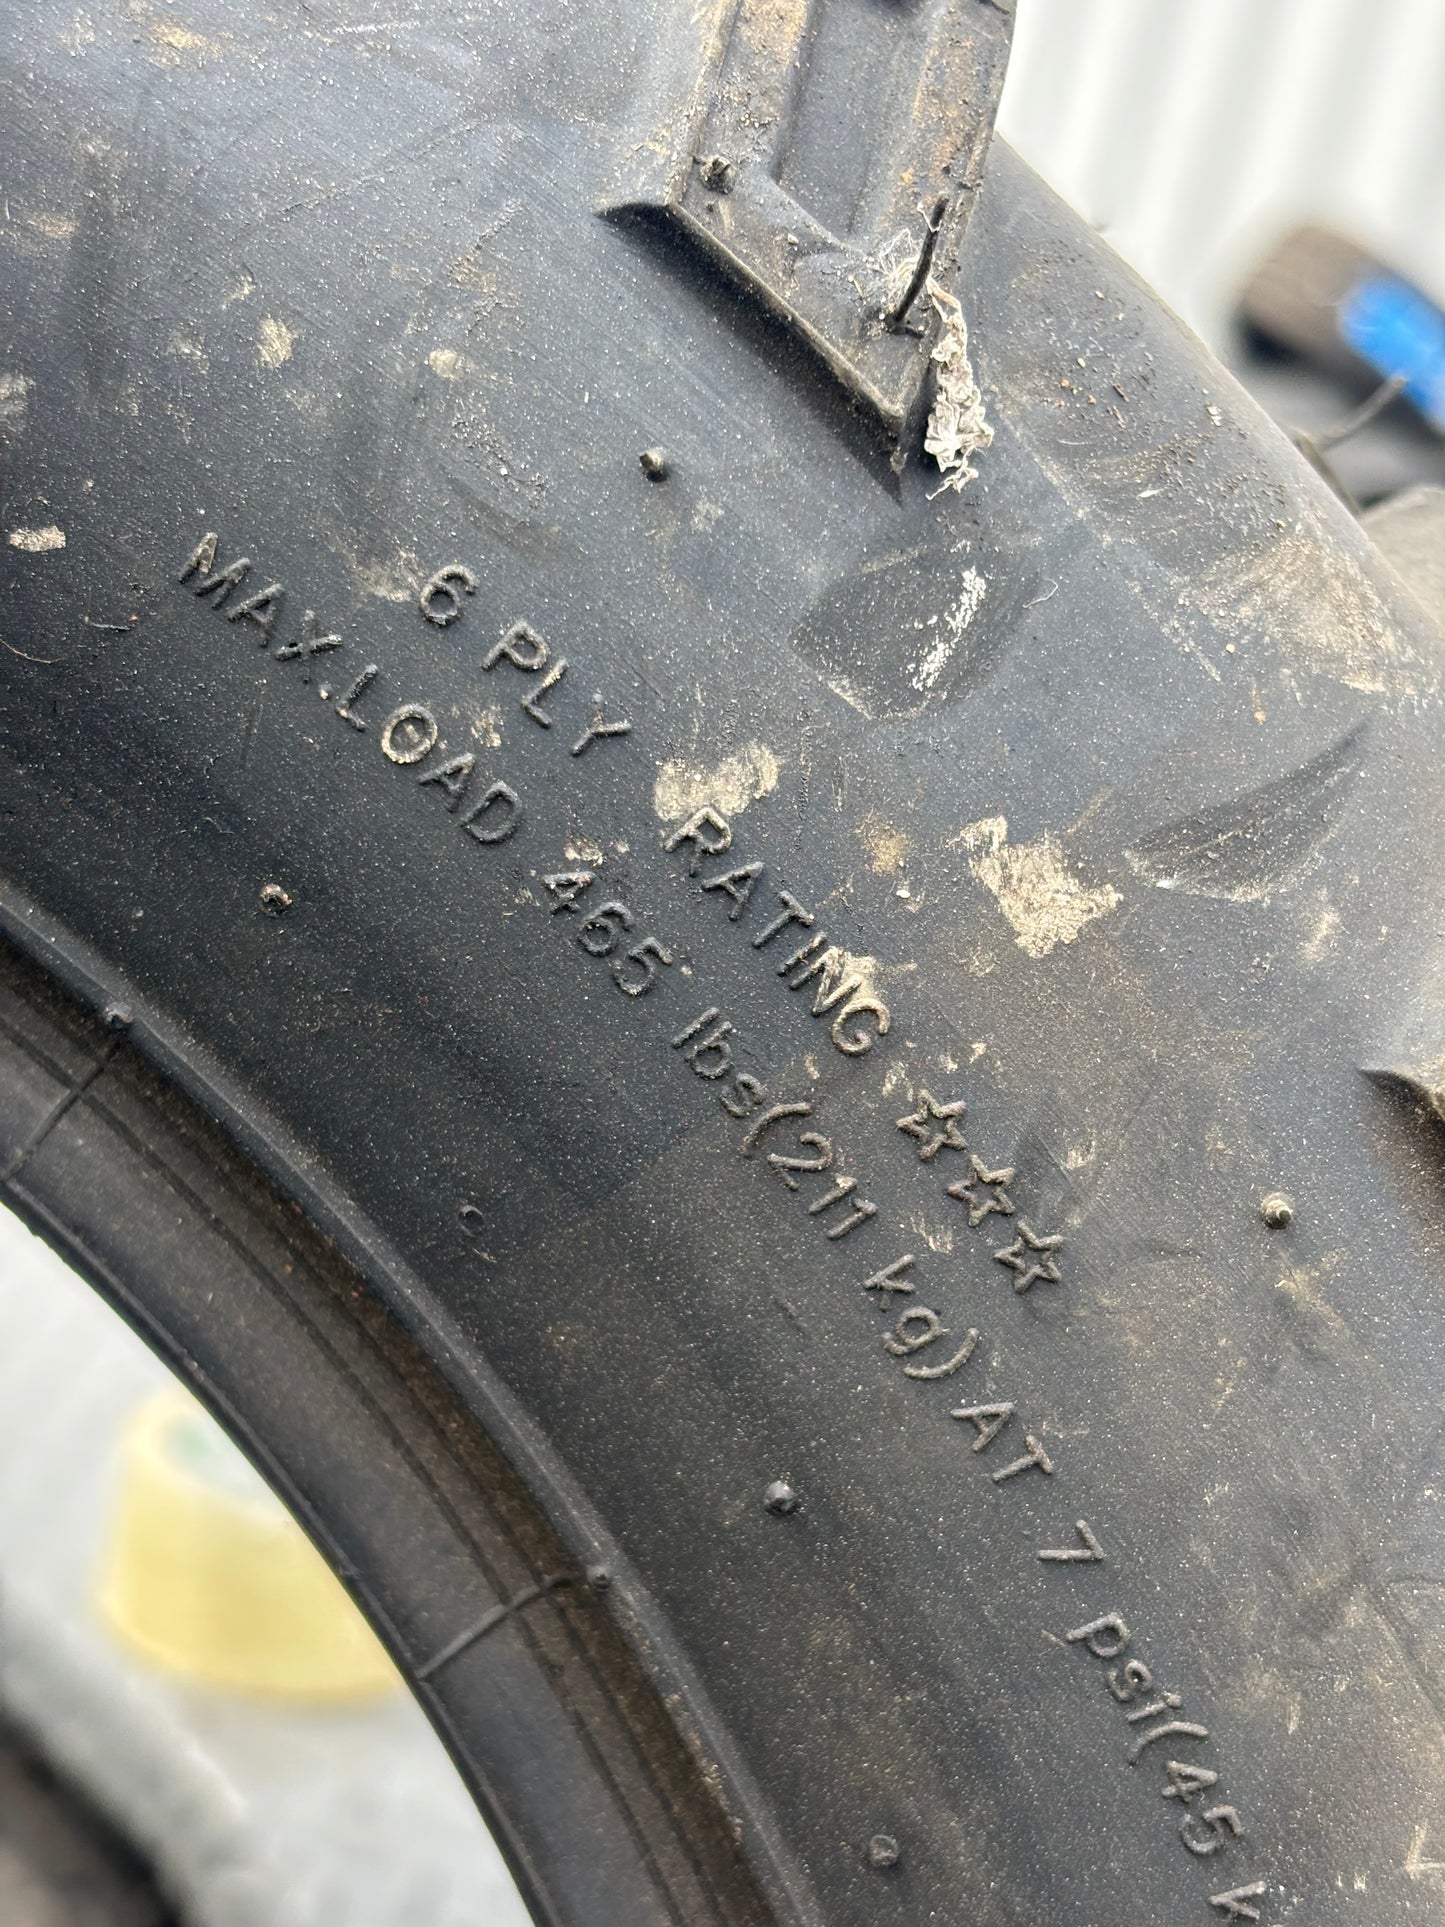 6 PLY RATING ☆☆☆
MAX.LOAD 465 lbs(211 kg) AT 7 psi(45 k